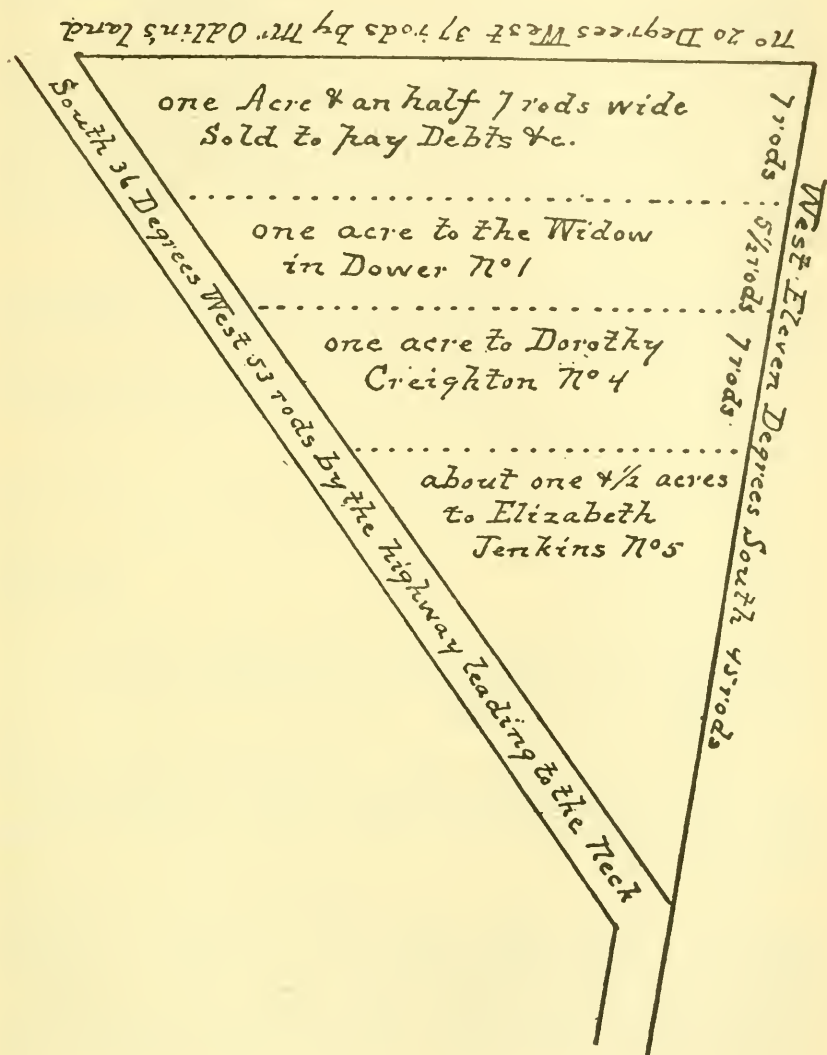 No 20 Degrees West 37 rods by Mr Odlin's land
South 36 Degrees West 53 rods by the highway leading to the Neck
one Acre & an half 7 rods wide
Sold to pay Debts &c.
one acre to the Widow
in Dower No 1
one acre to Dorothy
Creighton No 4
about one & 1/2 acres
to Elizabeth
Jenkins No 5
7 rods 5 1/2 rods 7 rods
West Eleven Degrees South 45 rods